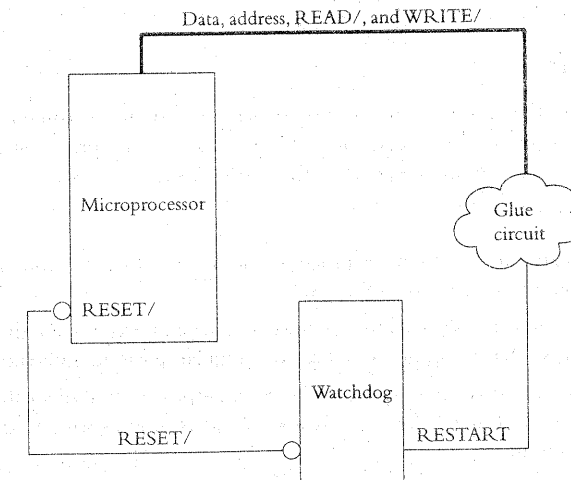 Data, address, READ/, and WRITE/
Microprocessor
Glue
circuit
RESET/
Watchdog
RESET/
RESTART